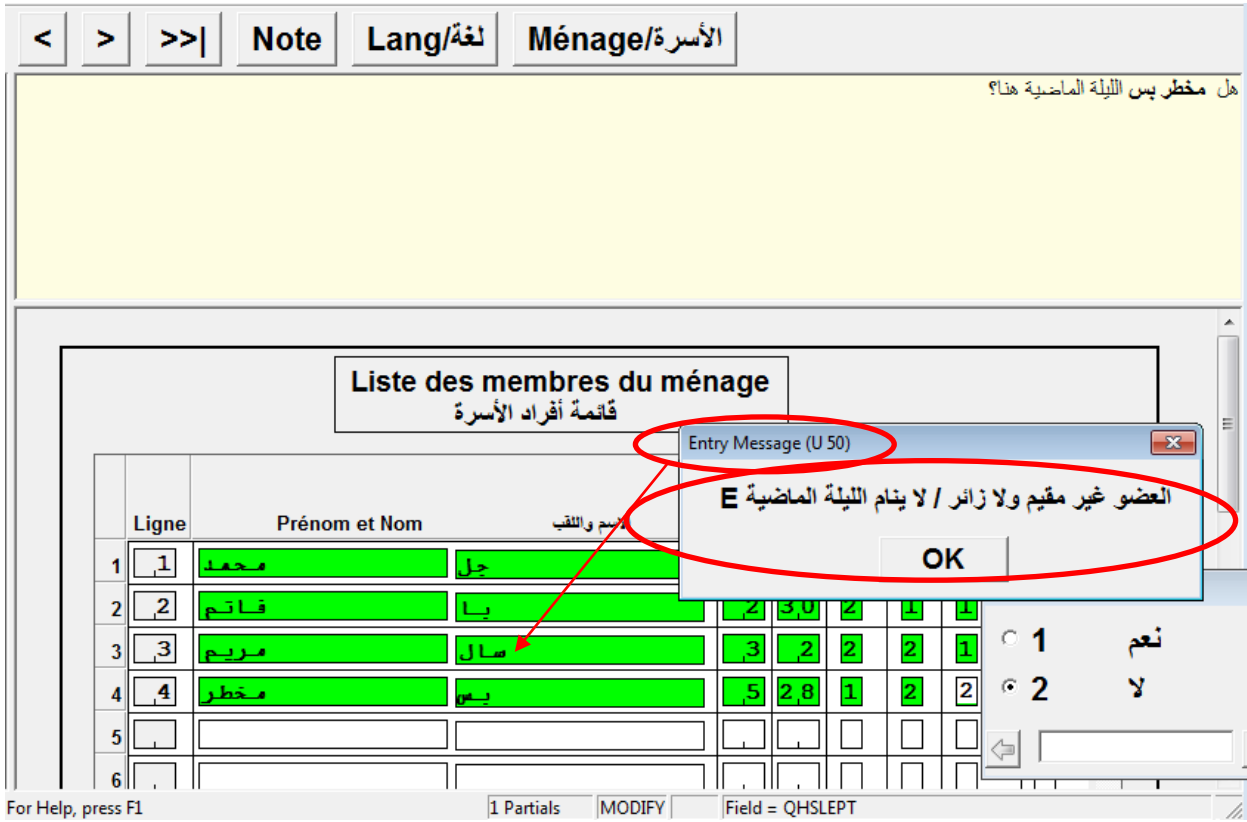 < > >>| Note Lang/لغة Ménage/الأسرة
هل مخطر بس الليلة الماضية هنا؟
Liste des membres du ménage
قائمة أفراد الأسرة
Entry Message (U 50)
العضو غير مقيم ولا زائر / لا ينام الليلة الماضية E
OK
Ligne Prénom et Nom الاسم واللقب
1 1 محمد جل
2 2 فاتم با 2 30 2 1 1
3 3 مريم سال 3 2 2 2 1
4 4 مخطر بس 5 28 1 2 2
5
6
1 نعم
2 لا
For Help, press F1 1 Partials MODIFY Field = QHSLEPT